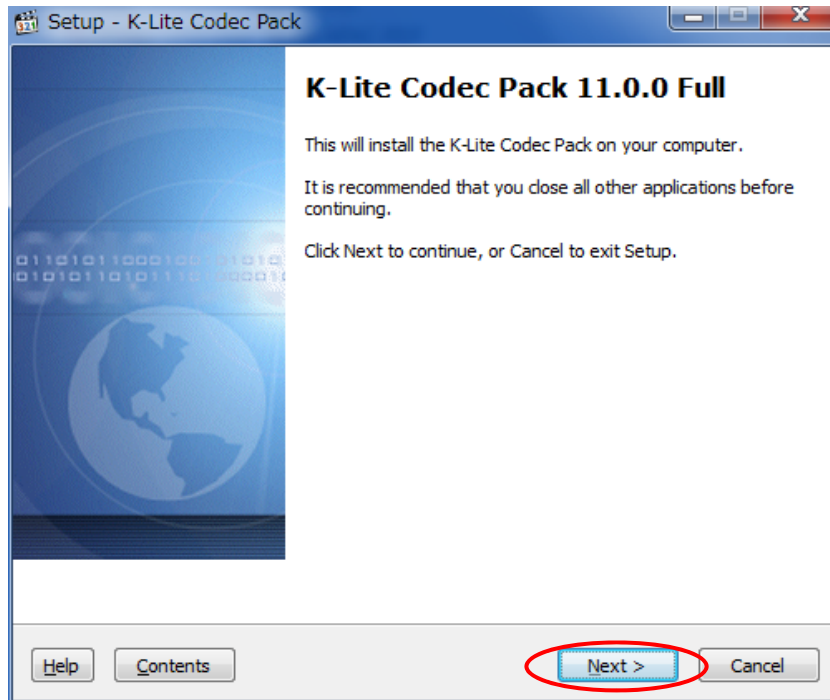 Setup - K-Lite Codec Pack
K-Lite Codec Pack 11.0.0 Full
This will install the K-Lite Codec Pack on your computer.
It is recommended that you close all other applications before
continuing.
Click Next to continue, or Cancel to exit Setup.
Help
Contents
Next >
Cancel